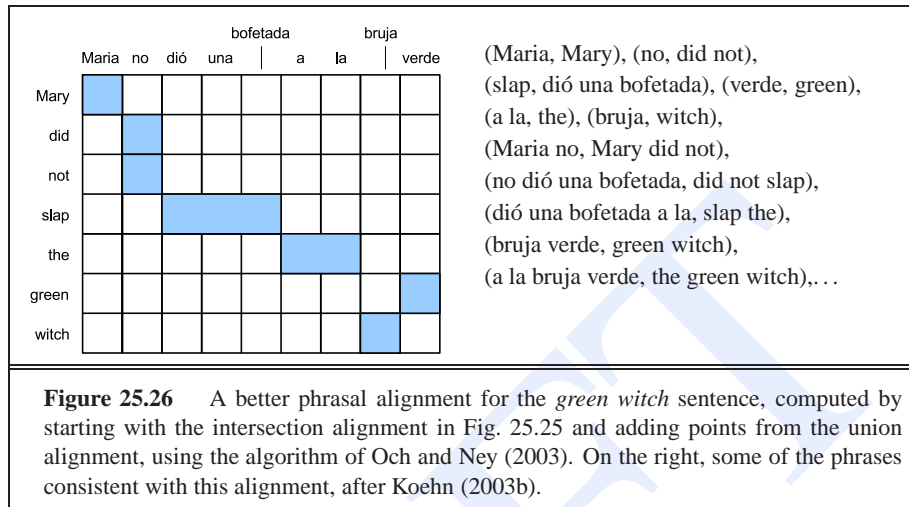 bofetada bruja
Maria no dió una a la verde
Mary
did
not
slap
the
green
witch
(Maria, Mary), (no, did not),
(slap, dió una bofetada), (verde, green),
(a la, the), (bruja, witch),
(Maria no, Mary did not),
(no dió una bofetada, did not slap),
(dió una bofetada a la, slap the),
(bruja verde, green witch),
(a la bruja verde, the green witch),...
Figure 25.26 A better phrasal alignment for the green witch sentence, computed by
starting with the intersection alignment in Fig. 25.25 and adding points from the union
alignment, using the algorithm of Och and Ney (2003). On the right, some of the phrases
consistent with this alignment, after Koehn (2003b).